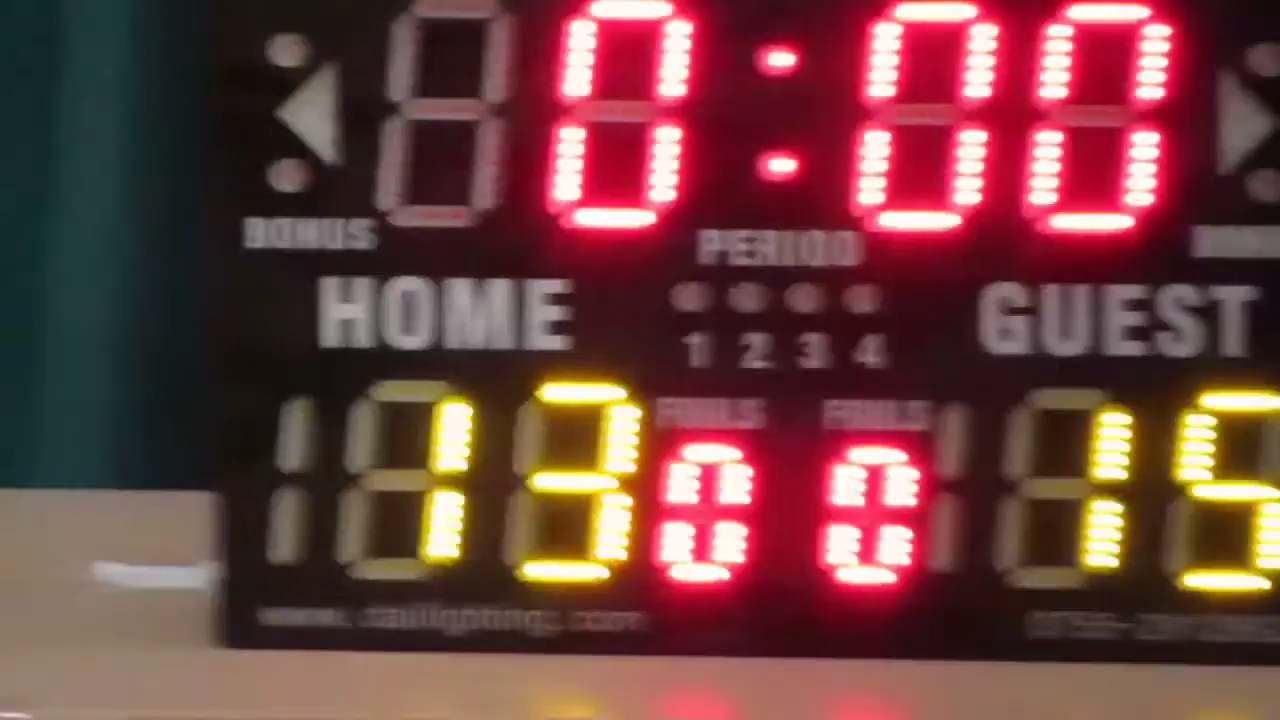 0:00
BONUS PERIOD
HOME GUEST
1 2 3 4
FOULS FOULS
13 0 0 15